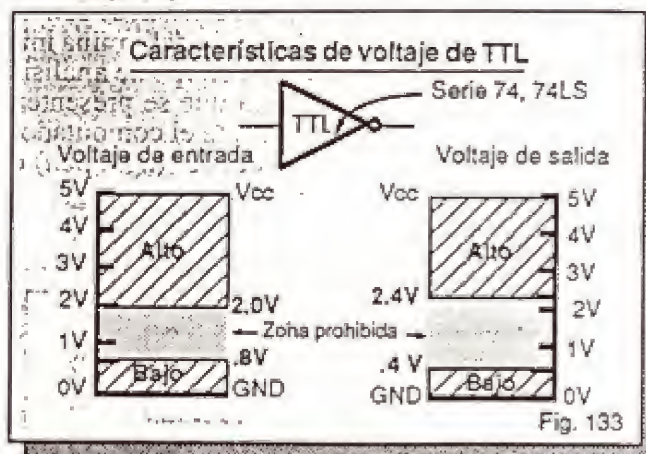 Características de voltaje de TTL
Serie 74, 74LS
TTL
Voltaje de entrada
Voltaje de salida
5V
4V
3V
2V
1V
0V
Vcc
Alto
2.0V
.8V
Bajo
GND
Zona prohibida
Vcc
Alto
2.4V
.4 V
Bajo
GND
5V
4V
3V
2V
1V
0V
Fig. 133